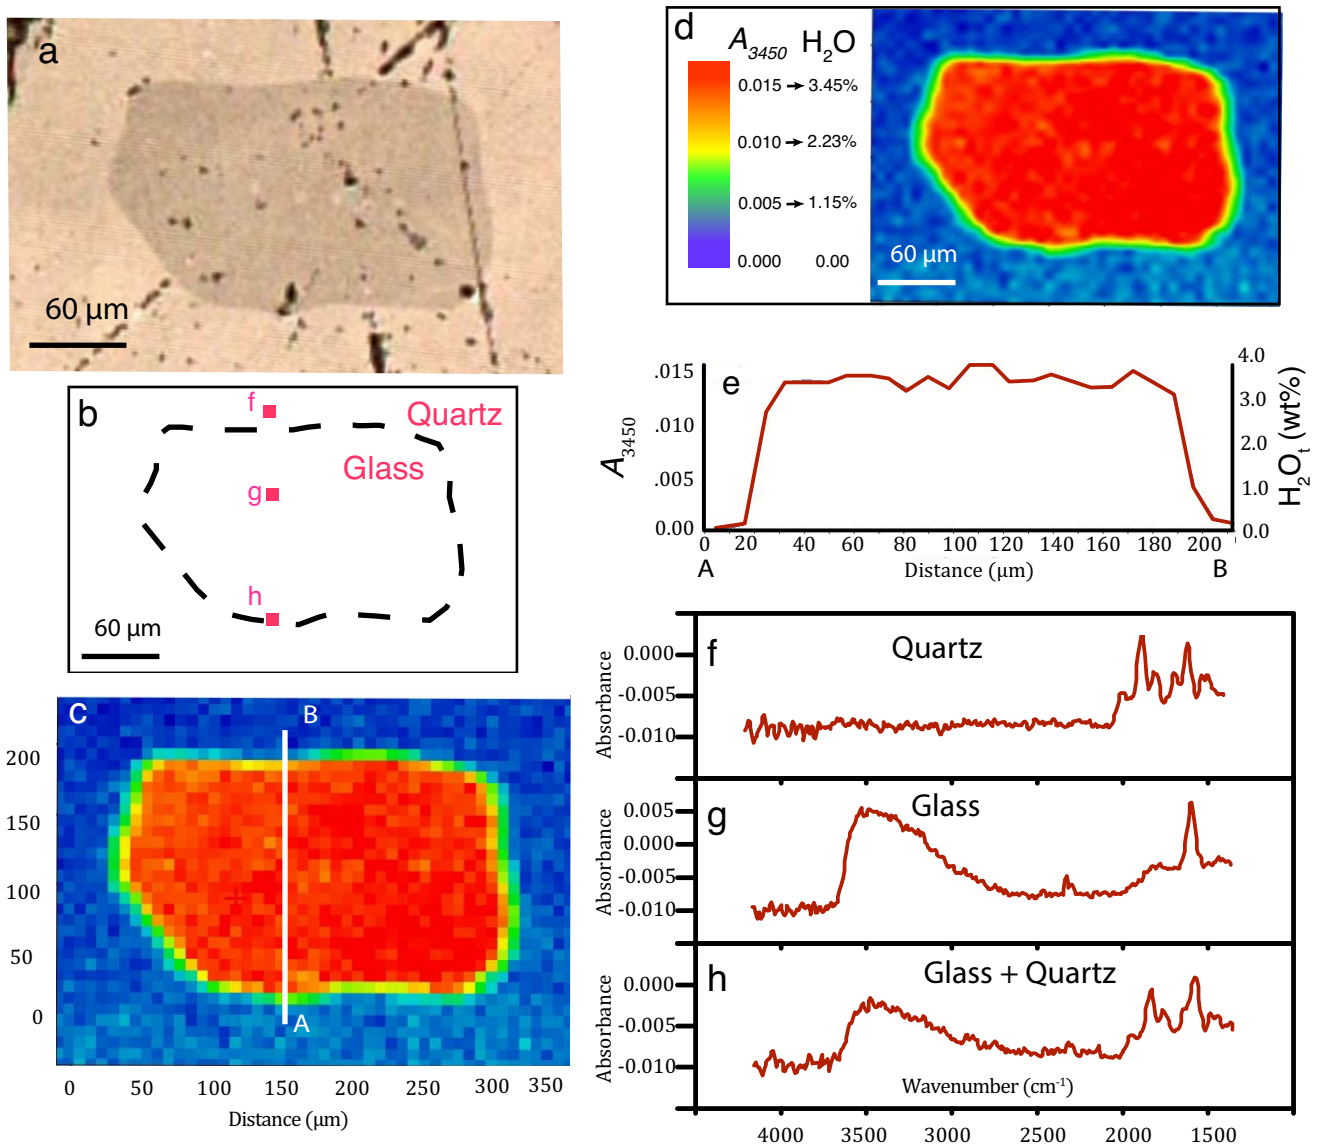 a
60 μm
b
f
Quartz
Glass
g
h
60 μm
c
B
A
200
150
100
50
0
0 50 100 150 200 250 300 350
Distance (μm)
d
A3450 H2O
0.015 → 3.45%
0.010 → 2.23%
0.005 → 1.15%
0.000 0.00
60 μm
e
A3450
.015
.010
.005
0.00
4.0
3.0
2.0
1.0
0.0
H2Ot (wt%)
0 20 40 60 80 100 120 140 160 180 200
A Distance (μm) B
f
Quartz
Absorbance
0.000
-0.005
-0.010
g
Glass
Absorbance
0.005
0.000
-0.005
-0.010
h
Glass + Quartz
Absorbance
0.000
-0.005
-0.010
Wavenumber (cm-1)
4000 3500 3000 2500 2000 1500